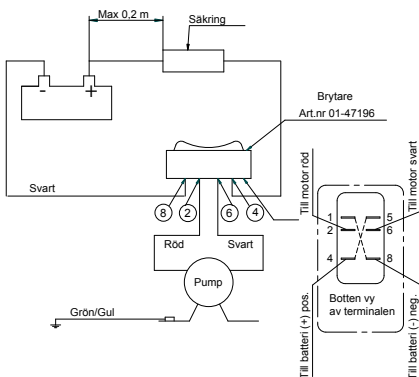 Max 0,2 m
Säkring
-
+
Brytare
Art.nr 01-47196
Svart
8
2
6
4
Röd
Svart
Pump
Grön/Gul
Till motor röd
Till motor svart
1
5
2
6
4
8
Botten vy
av terminalen
Till batteri (+) pos.
Till batteri (-) neg.